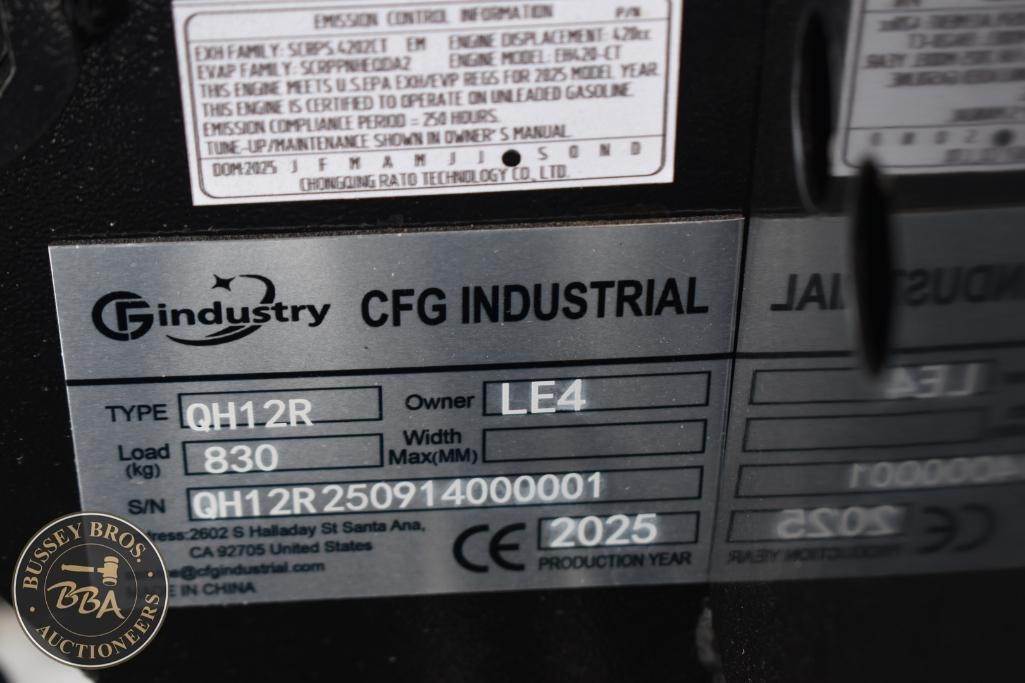 EMISSION CONTROL INFORMATION P/N
EXH FAMILY: SCRPS.4202CT EM ENGINE DISPLACEMENT: 420cc
EVAP FAMILY: SCRPPNHEQDA2 ENGINE MODEL: EH420-CT
THIS ENGINE MEETS U.S.EPA EXH/EVP REGS FOR 2025 MODEL YEAR
THIS ENGINE IS CERTIFIED TO OPERATE ON UNLEADED GASOLINE.
EMISSION COMPLIANCE PERIOD = 250 HOURS.
TUNE-UP/MAINTENANCE SHOWN IN OWNER'S MANUAL
DOM:2025 J F M A M J J S O N D
CHONGQING RATO TECHNOLOGY CO., LTD.
CFG industry CFG INDUSTRIAL
TYPE QH12R Owner LE4
Load (kg) 830 Width Max(MM)
S/N QH12R250914000001
:2602 S Halladay St Santa Ana,
CA 92705 United States
@cfgindustrial.com
IN CHINA
CE 2025
PRODUCTION YEAR
BUSSEY BROS.
BBA
AUCTIONEERS